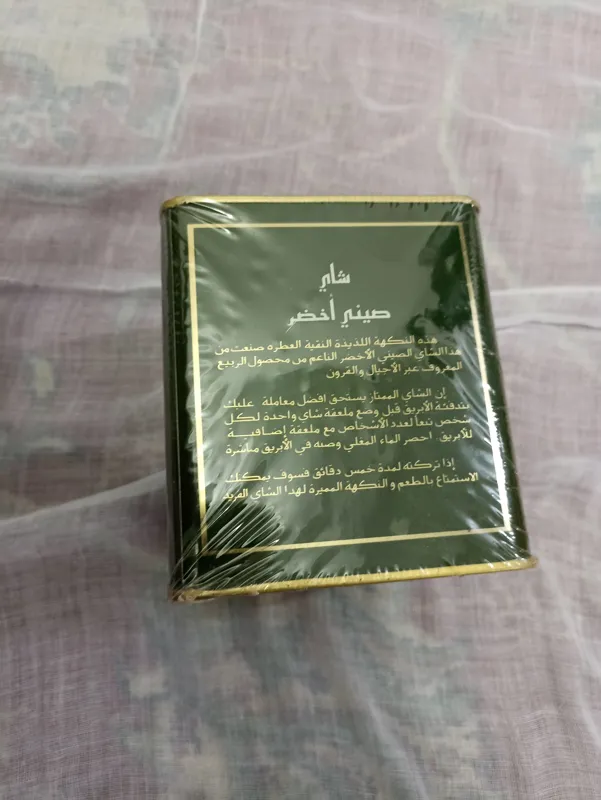 شاي
صيني أخضر
هذه النكهة اللذيذة النقية العطره صنعت من
هذا الشاي الصيني الأخضر الناعم من محصول الربيع
المعروف عبر الأجيال والقرون
إن الشاي الممتاز يستحق افضل معاملة عليك
بتدفئة الأبريق قبل وضع ملعقة شاي واحدة لكل
شخص تبعاً لعدد الأشخاص مع ملعقة إضافية
للأبريق. احضر الماء المغلي وصبه في الأبريق مباشرة
إذا تركته لمدة خمس دقائق فسوف يمكنك
الاستمتاع بالطعم والنكهة المميزة لهذا الشاي الفريد